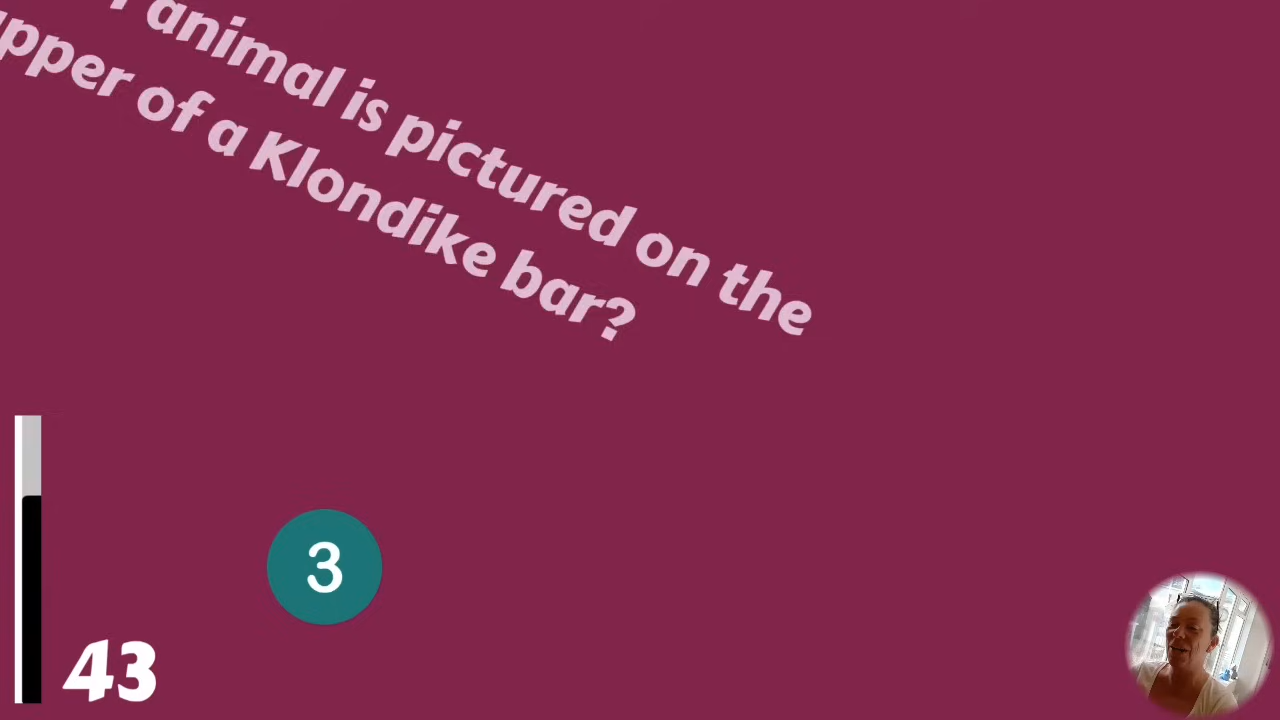 animal is pictured on the
pper of a Klondike bar?
3
43